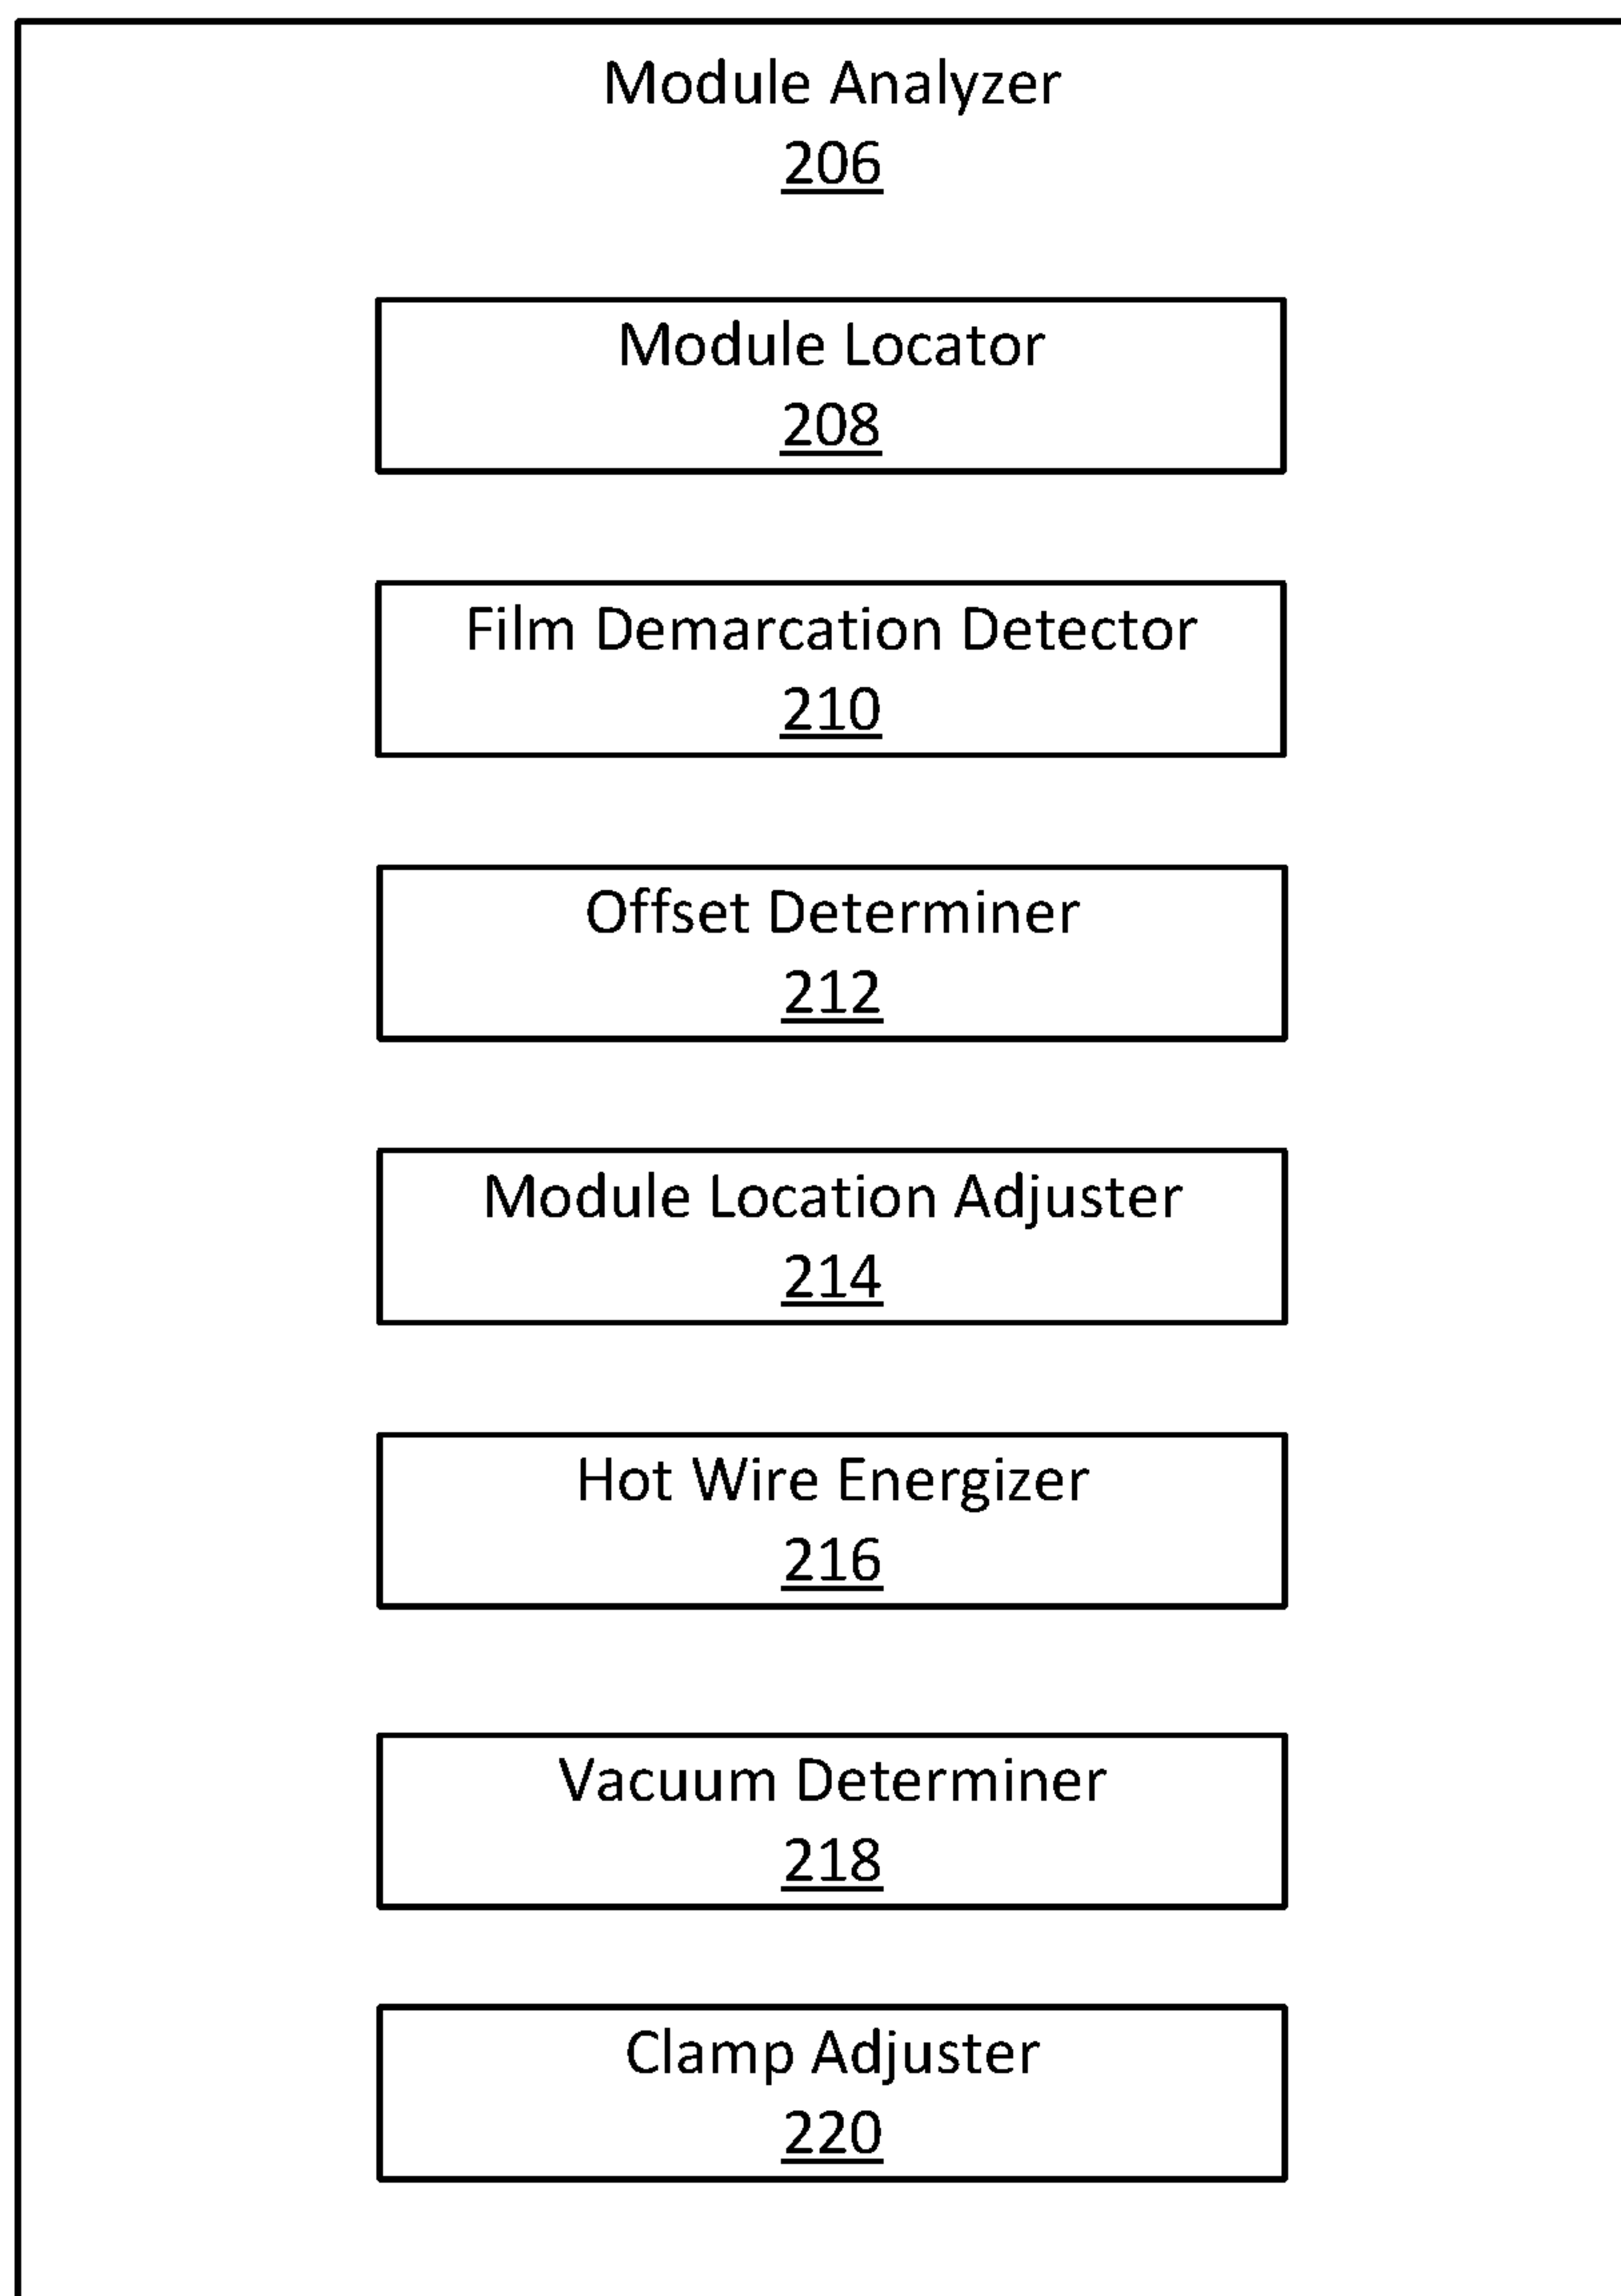 Module Analyzer
206
Module Locator
208
Film Demarcation Detector
210
Offset Determiner
212
Module Location Adjuster
214
Hot Wire Energizer
216
Vacuum Determiner
218
Clamp Adjuster
220